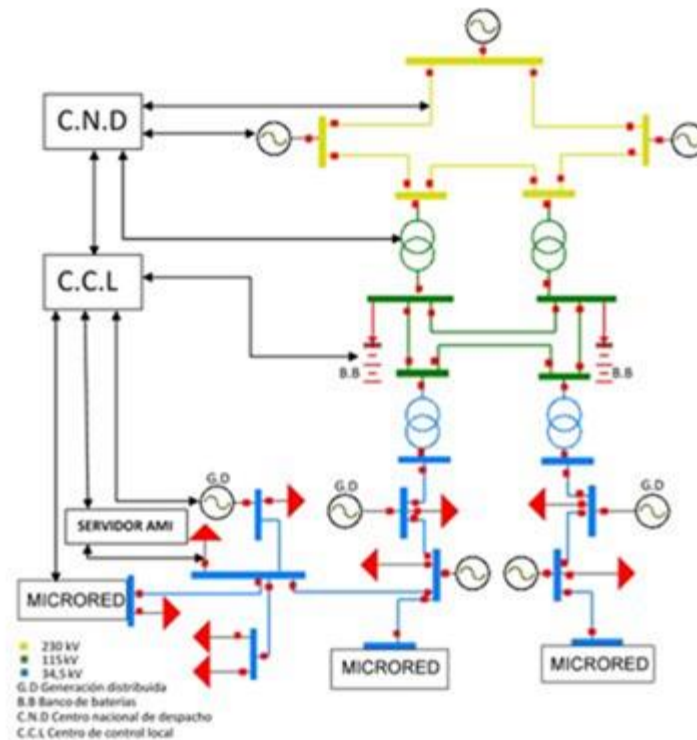 C.N.D
C.C.L
B.B
B.B
G.D
G.D
G.D
SERVIDOR AMI
MICRORED
MICRORED
MICRORED
230 kV
115 kV
34,5 kV
G.D Generación distribuida
B.B Banco de baterias
C.N.D Centro nacional de despacho
C.C.L Centro de control local